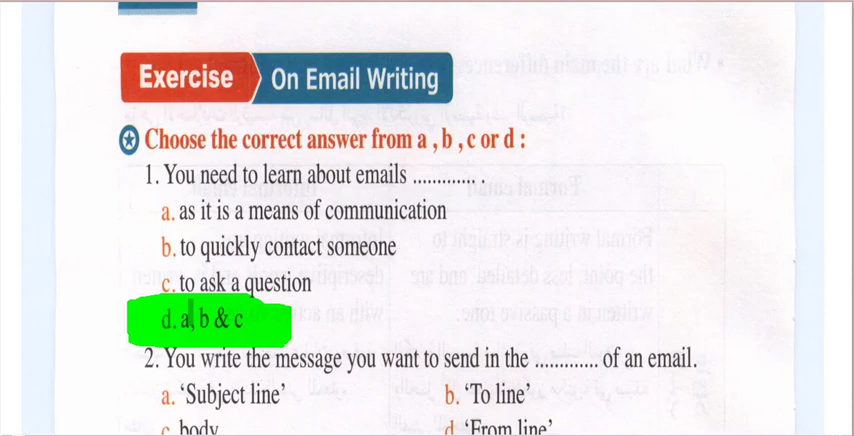 Exercise On Email Writing
Choose the correct answer from a , b , c or d :
1. You need to learn about emails ............. .
a. as it is a means of communication
b. to quickly contact someone
c. to ask a question
d. a, b & c
2. You write the message you want to send in the ............. of an email.
a. 'Subject line' b. 'To line'
c. body d. 'From line'